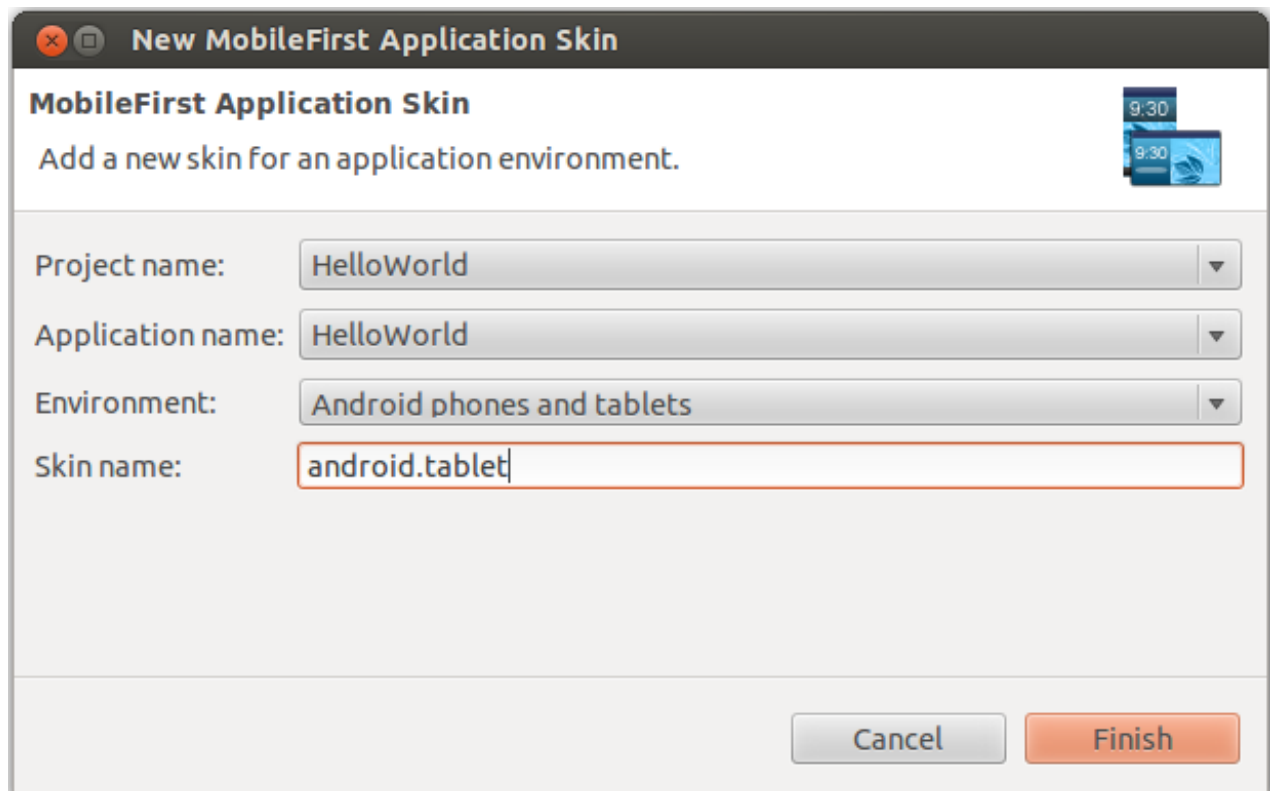 New MobileFirst Application Skin
MobileFirst Application Skin
Add a new skin for an application environment.
9:30
9:30
Project name: HelloWorld
Application name: HelloWorld
Environment: Android phones and tablets
Skin name: android.tablet
Cancel Finish